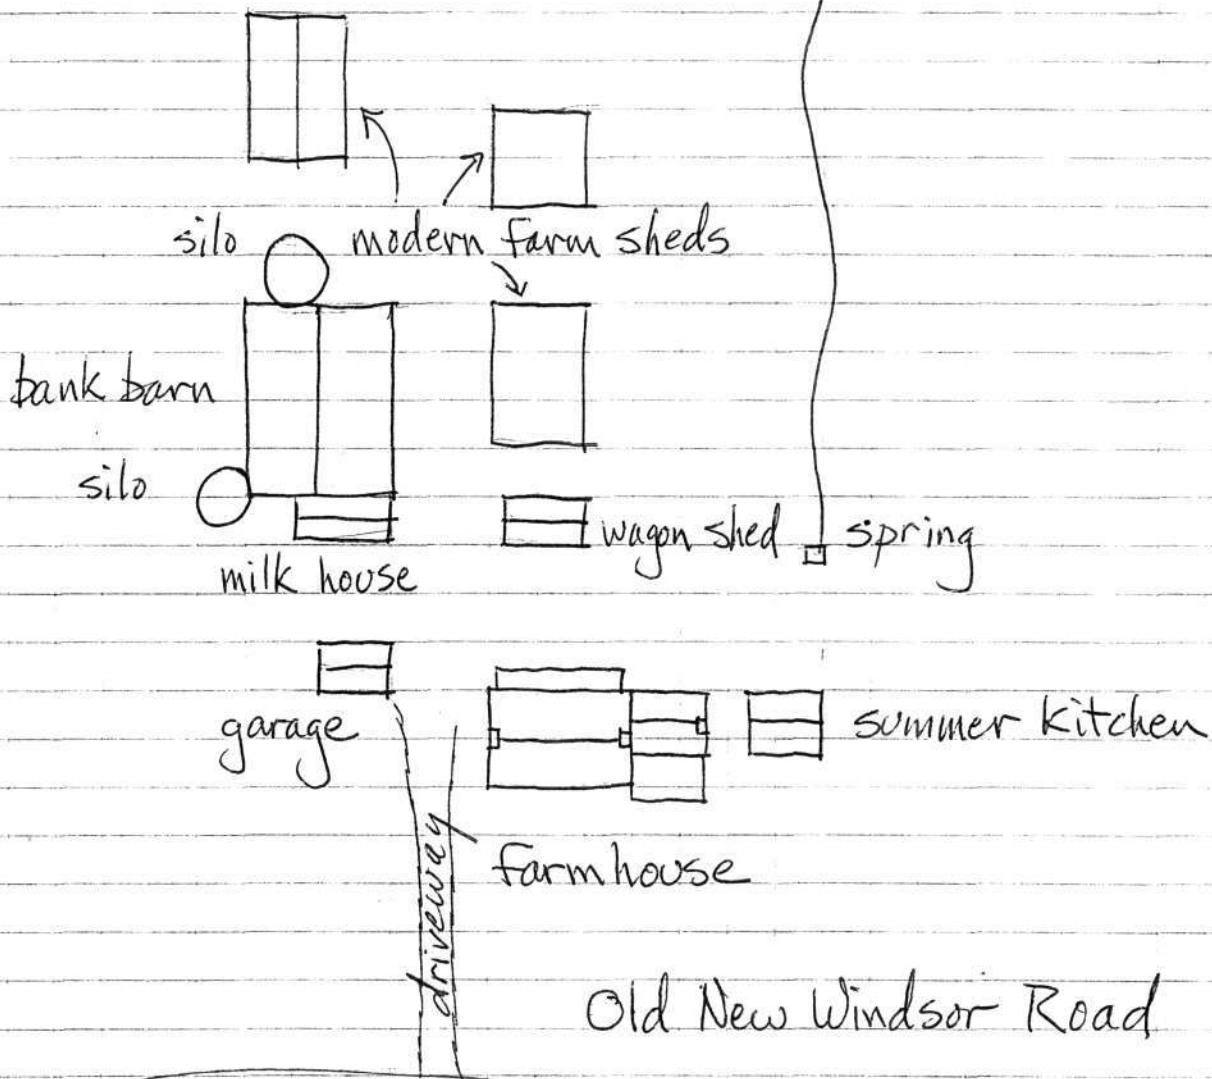 silo
modern farm sheds
bank barn
silo
wagon shed
spring
milk house
garage
summer kitchen
farmhouse
driveway
Old New Windsor Road